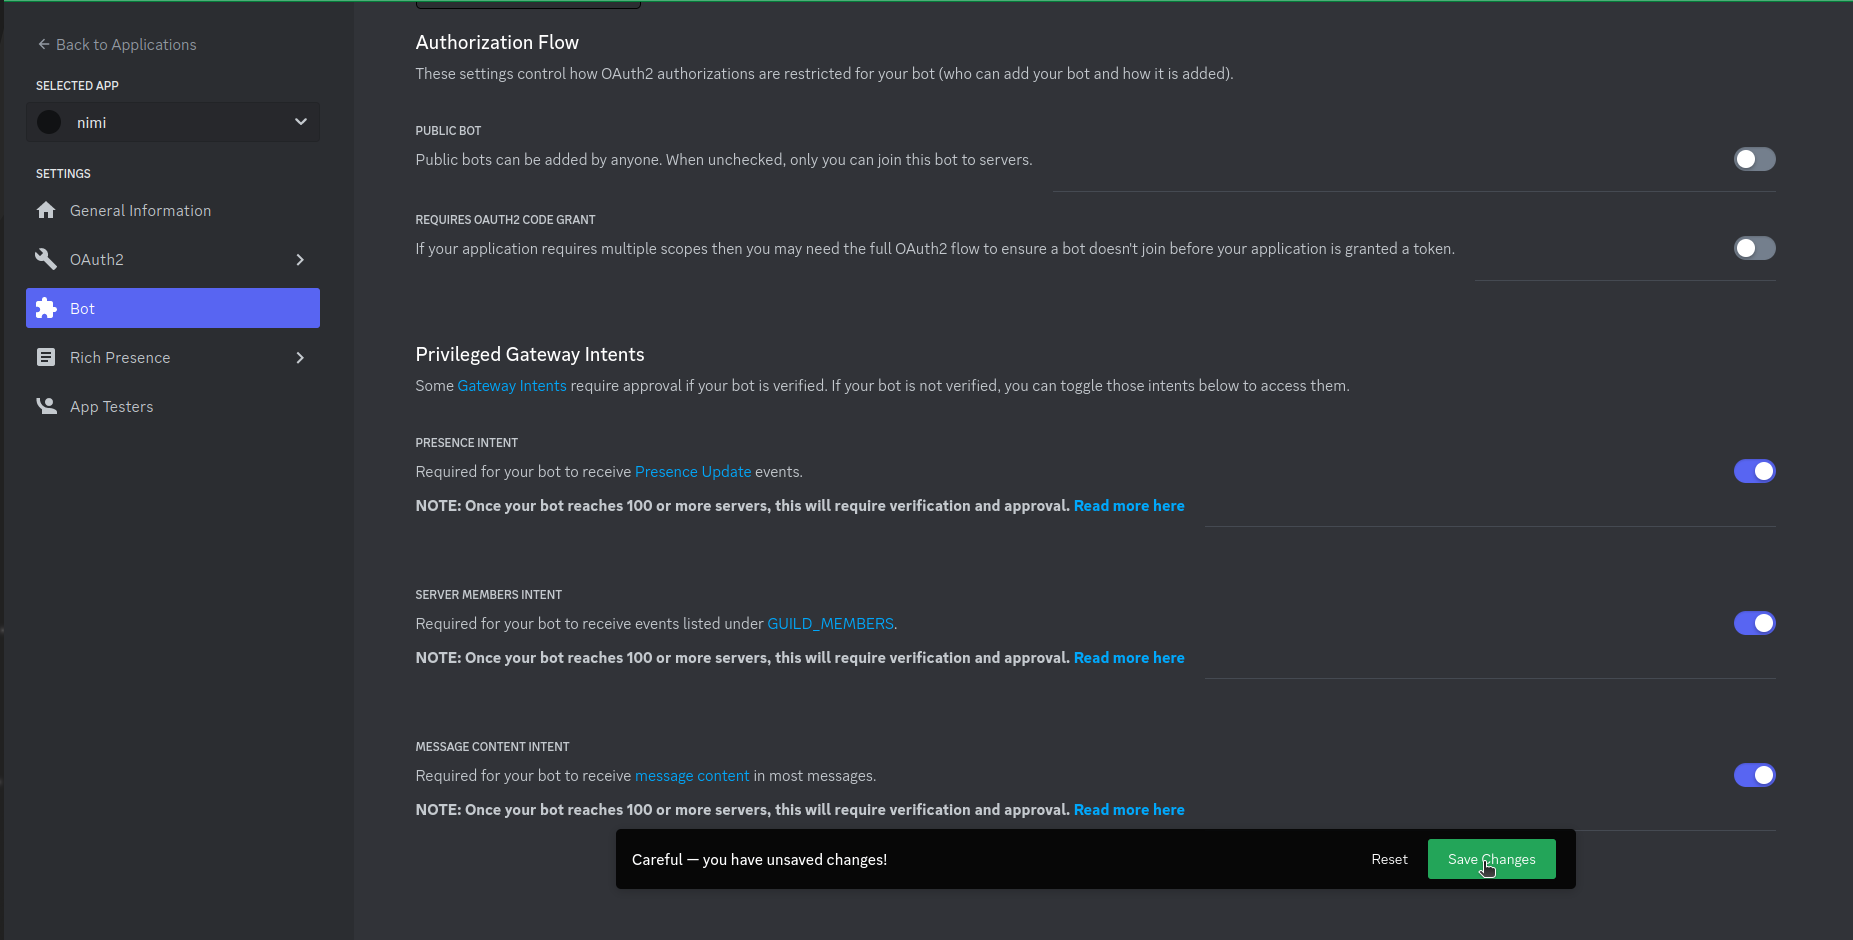 Back to Applications
SELECTED APP
nimi
SETTINGS
General Information
OAuth2
Bot
Rich Presence
App Testers
Authorization Flow
These settings control how OAuth2 authorizations are restricted for your bot (who can add your bot and how it is added).
PUBLIC BOT
Public bots can be added by anyone. When unchecked, only you can join this bot to servers.
REQUIRES OAUTH2 CODE GRANT
If your application requires multiple scopes then you may need the full OAuth2 flow to ensure a bot doesn't join before your application is granted a token.
Privileged Gateway Intents
Some Gateway Intents require approval if your bot is verified. If your bot is not verified, you can toggle those intents below to access them.
PRESENCE INTENT
Required for your bot to receive Presence Update events.
NOTE: Once your bot reaches 100 or more servers, this will require verification and approval. Read more here
SERVER MEMBERS INTENT
Required for your bot to receive events listed under GUILD_MEMBERS.
NOTE: Once your bot reaches 100 or more servers, this will require verification and approval. Read more here
MESSAGE CONTENT INTENT
Required for your bot to receive message content in most messages.
NOTE: Once your bot reaches 100 or more servers, this will require verification and approval. Read more here
Careful — you have unsaved changes!
Reset
Save Changes